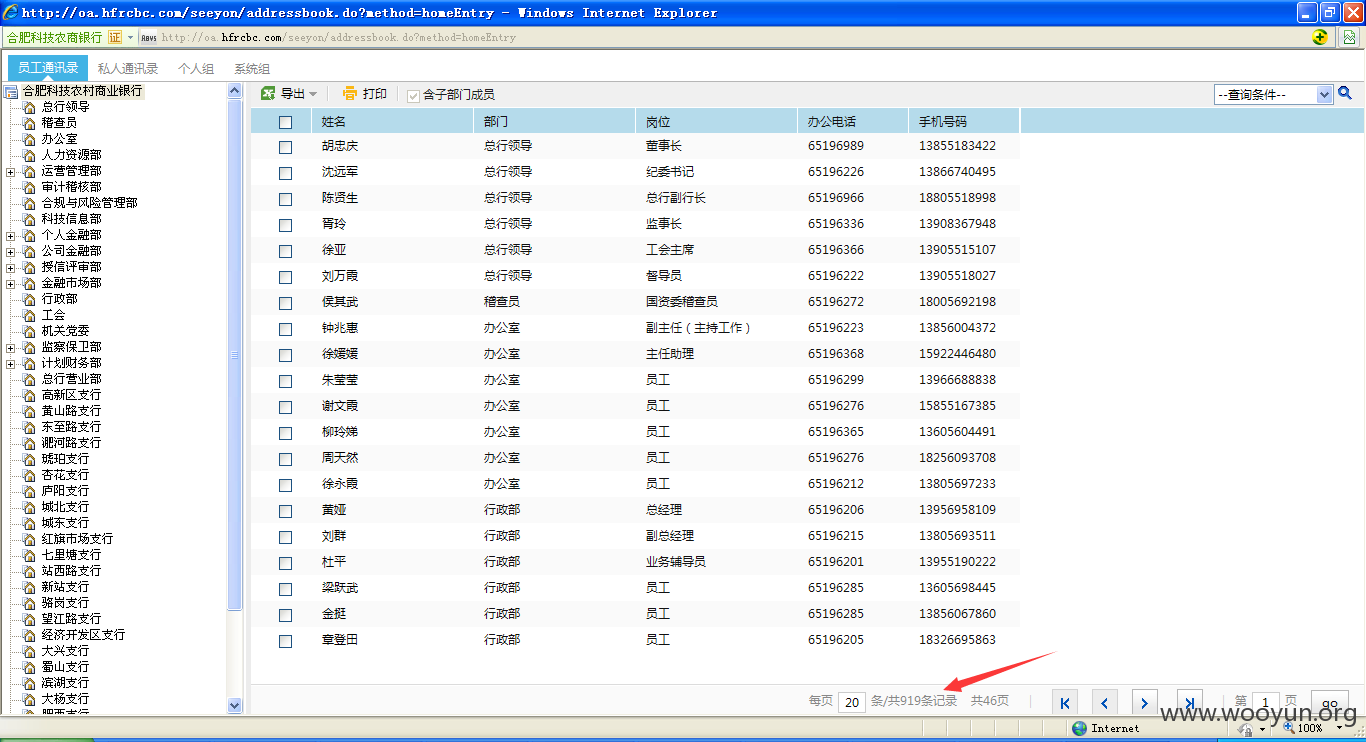 http://oa.hfrcbc.com/seeyon/addressbook.do?method=homeEntry - Windows Internet Explorer
合肥科技农商银行 证 http://oa.hfrcbc.com/seeyon/addressbook.do?method=homeEntry
员工通讯录 私人通讯录 个人组 系统组
合肥科技农村商业银行
总行领导
稽查员
办公室
人力资源部
运营管理部
审计稽核部
合规与风险管理部
科技信息部
个人金融部
公司金融部
授信评审部
金融市场部
行政部
工会
机关党委
监察保卫部
计划财务部
总行营业部
高新区支行
黄山路支行
东至路支行
淝河路支行
琥珀支行
杏花支行
庐阳支行
城北支行
城东支行
红旗市场支行
七里塘支行
站西路支行
新站支行
骆岗支行
望江路支行
经济开发区支行
大兴支行
蜀山支行
滨湖支行
大杨支行
导出 打印 含子部门成员 --查询条件--
姓名 部门 岗位 办公电话 手机号码
胡忠庆 总行领导 董事长 65196989 13855183422
沈远军 总行领导 纪委书记 65196226 13866740495
陈贤生 总行领导 总行副行长 65196966 18805518998
胥玲 总行领导 监事长 65196336 13908367948
徐亚 总行领导 工会主席 65196366 13905515107
刘万霞 总行领导 督导员 65196222 13905518027
侯其武 稽查员 国资委稽查员 65196272 18005692198
钟兆惠 办公室 副主任（主持工作） 65196223 13856004372
徐媛媛 办公室 主任助理 65196368 15922446480
朱莹莹 办公室 员工 65196299 13966688838
谢文霞 办公室 员工 65196276 15855167385
柳玲娣 办公室 员工 65196365 13605604491
周天然 办公室 员工 65196276 18256093708
徐永霞 办公室 员工 65196212 13805697233
黄娅 行政部 总经理 65196206 13956958109
刘群 行政部 副总经理 65196215 13805693511
杜平 行政部 业务辅导员 65196201 13955190222
梁跃武 行政部 员工 65196285 13605698445
金挺 行政部 员工 65196285 13856067860
章登田 行政部 员工 65196205 18326695863
每页 20 条/共919条记录 共46页 第 1 页 go
www.wooyun.org
Internet 100%